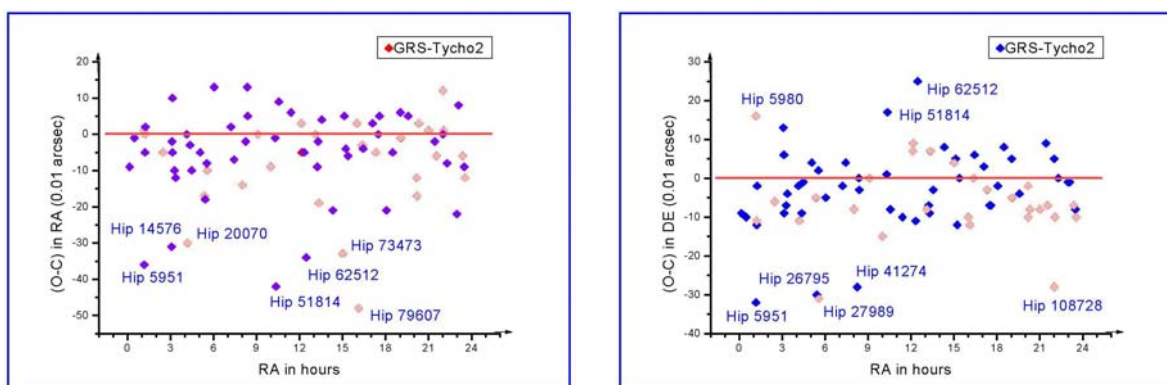 GRS-Tycho2
20
10
0
-10
-20
-30
-40
-50
(O-C) in RA (0.01 arcsec)
Hip 14576
Hip 20070
Hip 5951
Hip 73473
Hip 62512
Hip 51814
Hip 79607
0 3 6 9 10 12 15 18 21 22 24
RA in hours
GRS-Tycho2
30
20
10
0
-10
-20
-30
-40
(O-C) in DE (0.01 arcsec)
Hip 5980
Hip 62512
Hip 51814
Hip 26795
Hip 41274
Hip 5951
Hip 27989
Hip 108728
0 3 6 9 12 15 18 21 24
RA in hours